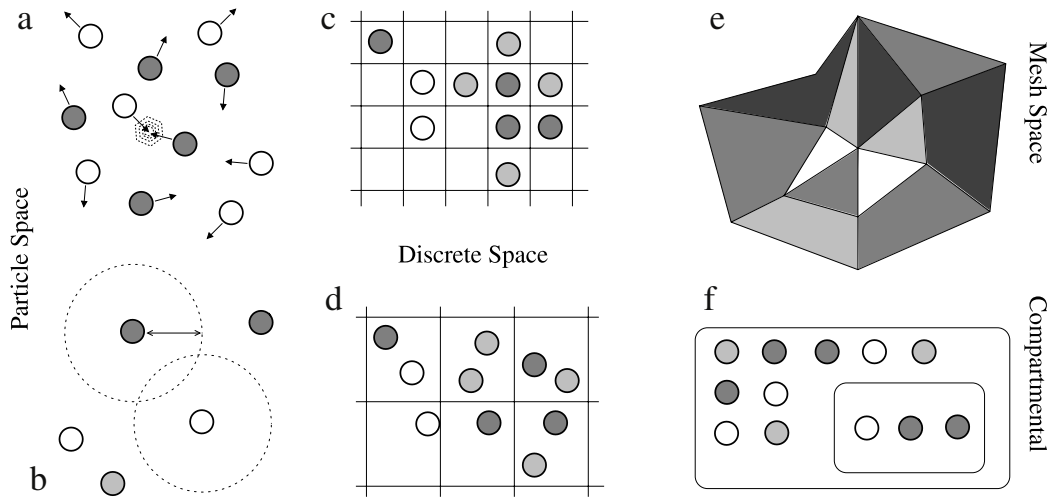 a
c
e
Mesh Space
Particle Space
Discrete Space
d
f
Compartmental
b